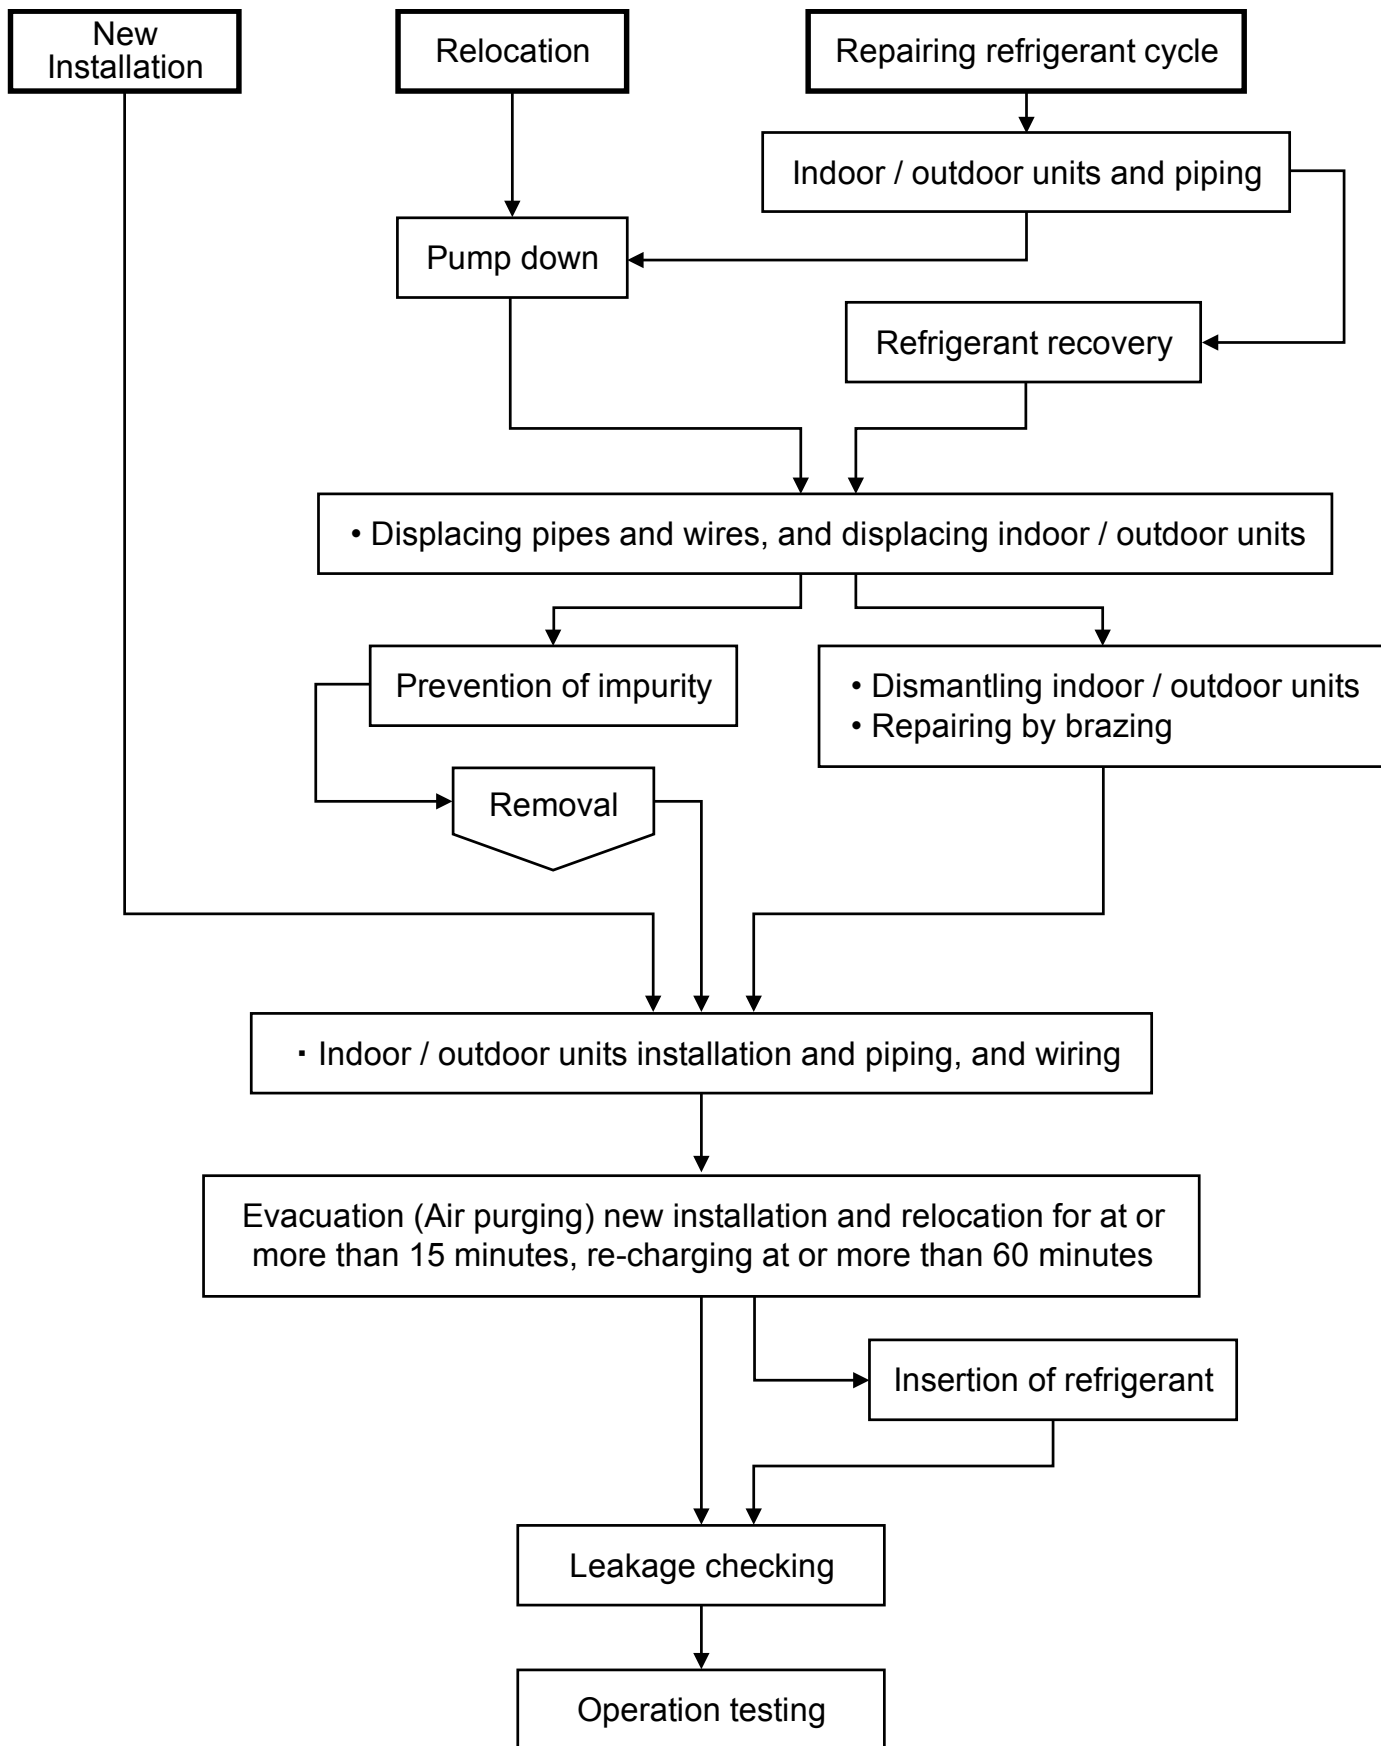 New
Installation
Relocation
Repairing refrigerant cycle
Indoor / outdoor units and piping
Pump down
Refrigerant recovery
• Displacing pipes and wires, and displacing indoor / outdoor units
Prevention of impurity
• Dismantling indoor / outdoor units
• Repairing by brazing
Removal
· Indoor / outdoor units installation and piping, and wiring
Evacuation (Air purging) new installation and relocation for at or
more than 15 minutes, re-charging at or more than 60 minutes
Insertion of refrigerant
Leakage checking
Operation testing